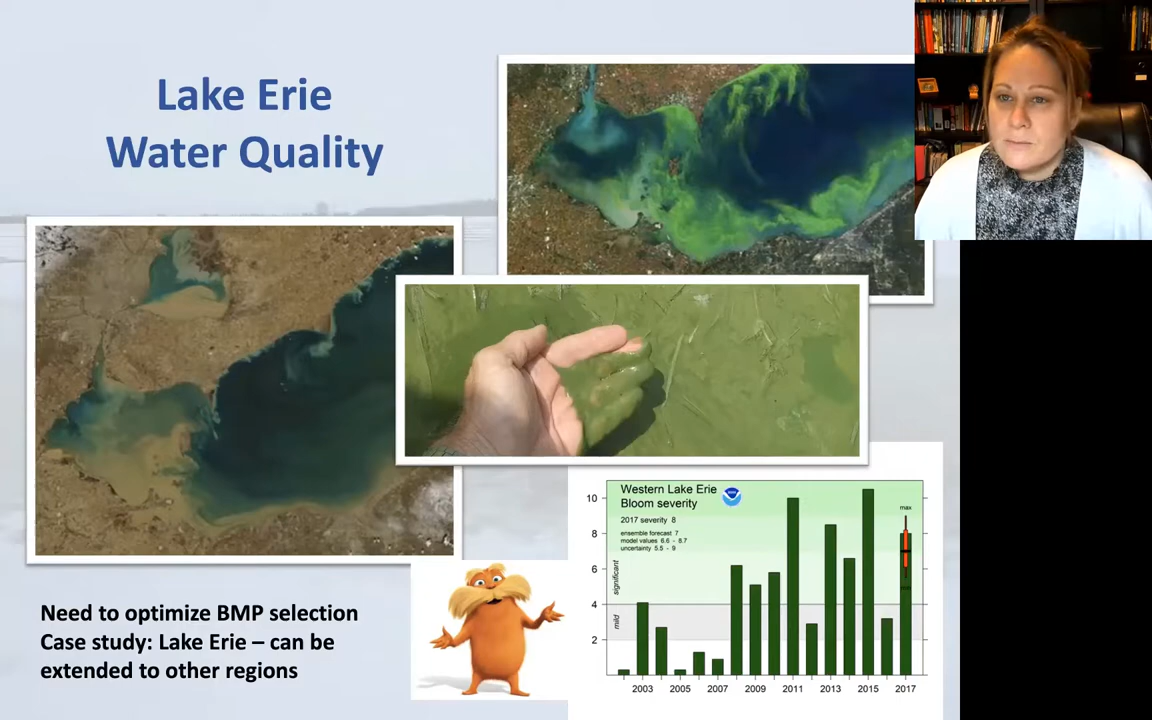 Lake Erie
Water Quality
Need to optimize BMP selection
Case study: Lake Erie – can be
extended to other regions
Western Lake Erie
Bloom severity
2017 severity 8
ensemble forecast 7
model values 6.6 - 8.7
uncertainty 5.5 - 9
max
10
8
6
4
2
significant
mild
2003 2005 2007 2009 2011 2013 2015 2017